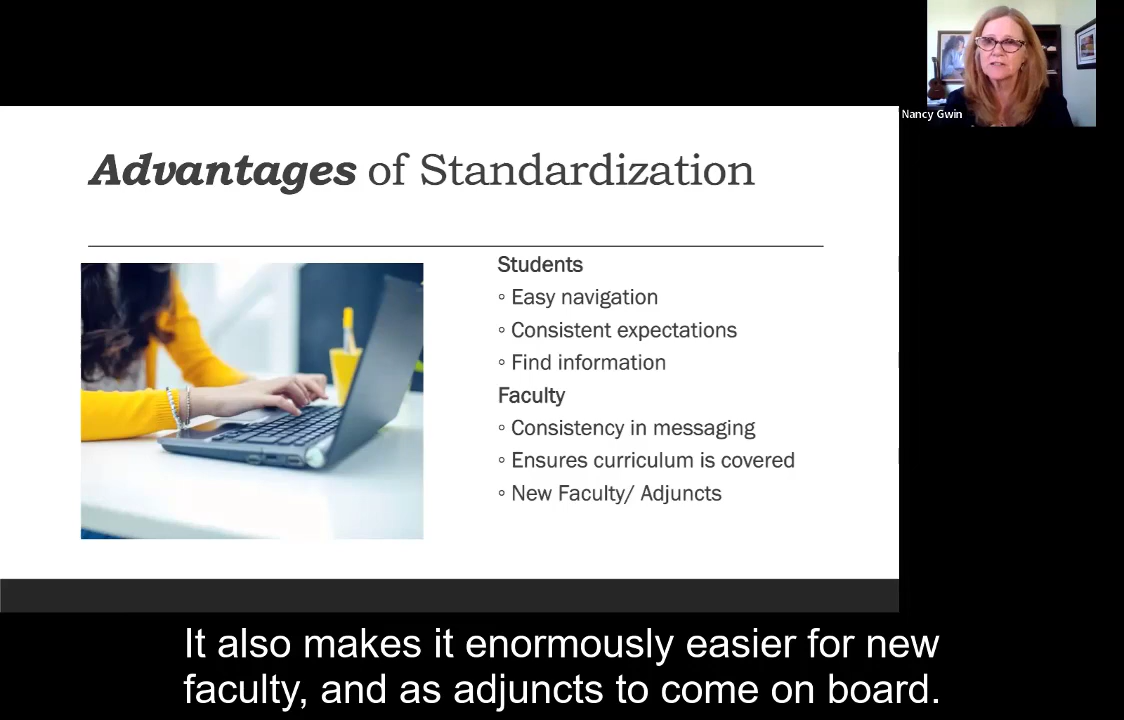 Nancy Gwin
Advantages of Standardization
Students
◦ Easy navigation
◦ Consistent expectations
◦ Find information
Faculty
◦ Consistency in messaging
◦ Ensures curriculum is covered
◦ New Faculty/ Adjuncts
It also makes it enormously easier for new
faculty, and as adjuncts to come on board.